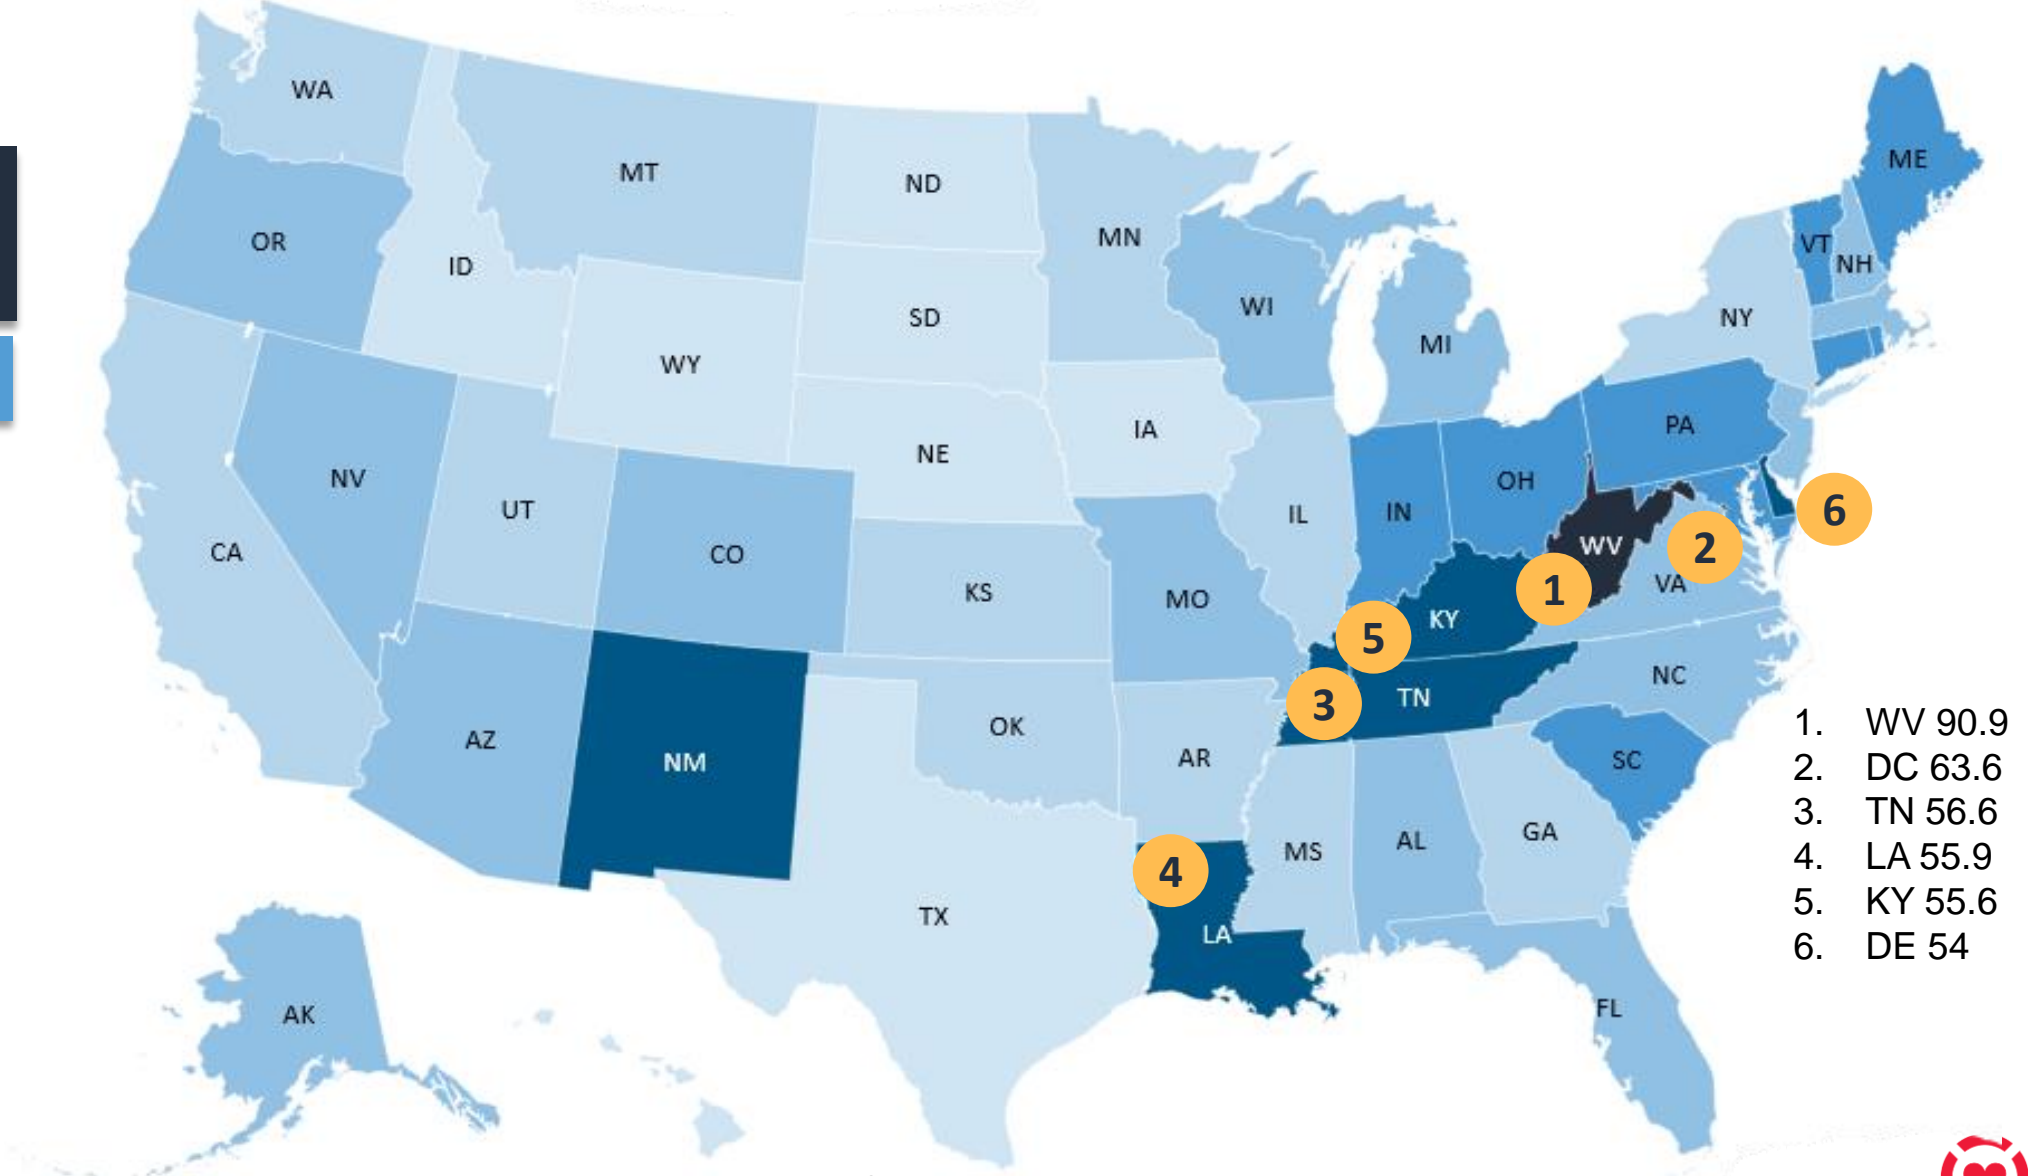 WA
MT
ND
MN
ME
OR
ID
SD
WI
MI
NY
VT
NH
WY
NE
IA
PA
NV
UT
CO
KS
MO
IL
IN
OH
WV
VA
6
2
1
CA
KY
5
TN
3
NC
AZ
NM
OK
AR
SC
MS
AL
GA
4
LA
TX
AK
FL
1. WV 90.9
2. DC 63.6
3. TN 56.6
4. LA 55.9
5. KY 55.6
6. DE 54